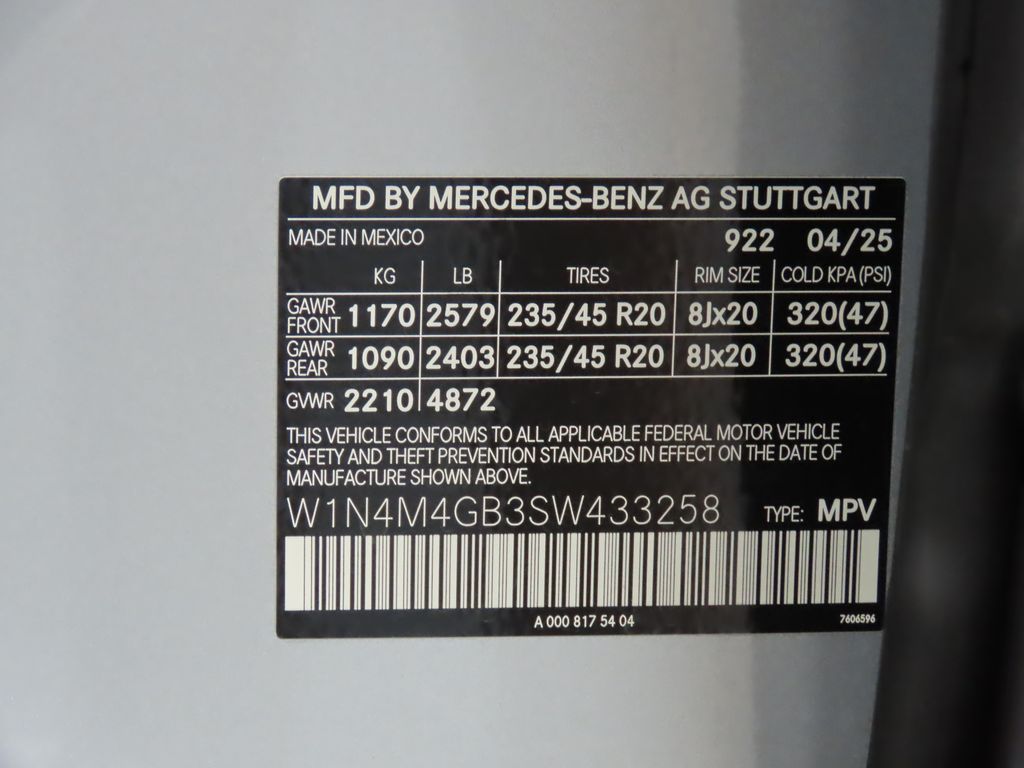 MFD BY MERCEDES-BENZ AG STUTTGART
MADE IN MEXICO 922 04/25
KG LB TIRES RIM SIZE COLD KPA (PSI)
GAWR FRONT 1170 2579 235/45 R20 8Jx20 320(47)
GAWR REAR 1090 2403 235/45 R20 8Jx20 320(47)
GVWR 2210 4872
THIS VEHICLE CONFORMS TO ALL APPLICABLE FEDERAL MOTOR VEHICLE
SAFETY AND THEFT PREVENTION STANDARDS IN EFFECT ON THE DATE OF
MANUFACTURE SHOWN ABOVE.
W1N4M4GB3SW433258 TYPE: MPV
A 000 817 54 04 7606596